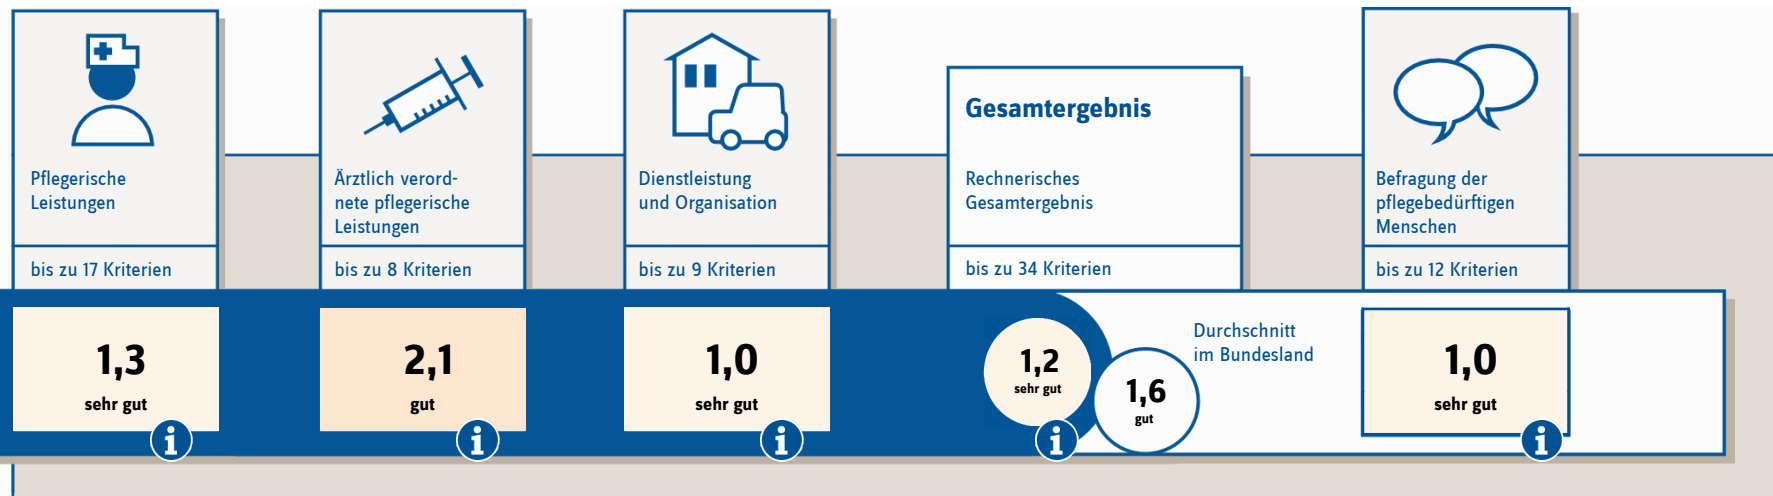 Pflegerische
Leistungen
bis zu 17 Kriterien
1,3
sehr gut
Ärztlich verord-
nete pflegerische
Leistungen
bis zu 8 Kriterien
2,1
gut
Dienstleistung
und Organisation
bis zu 9 Kriterien
1,0
sehr gut
Gesamtergebnis
Rechnerisches
Gesamtergebnis
bis zu 34 Kriterien
1,2
sehr gut
1,6
gut
Durchschnitt
im Bundesland
Befragung der
pflegebedürftigen
Menschen
bis zu 12 Kriterien
1,0
sehr gut